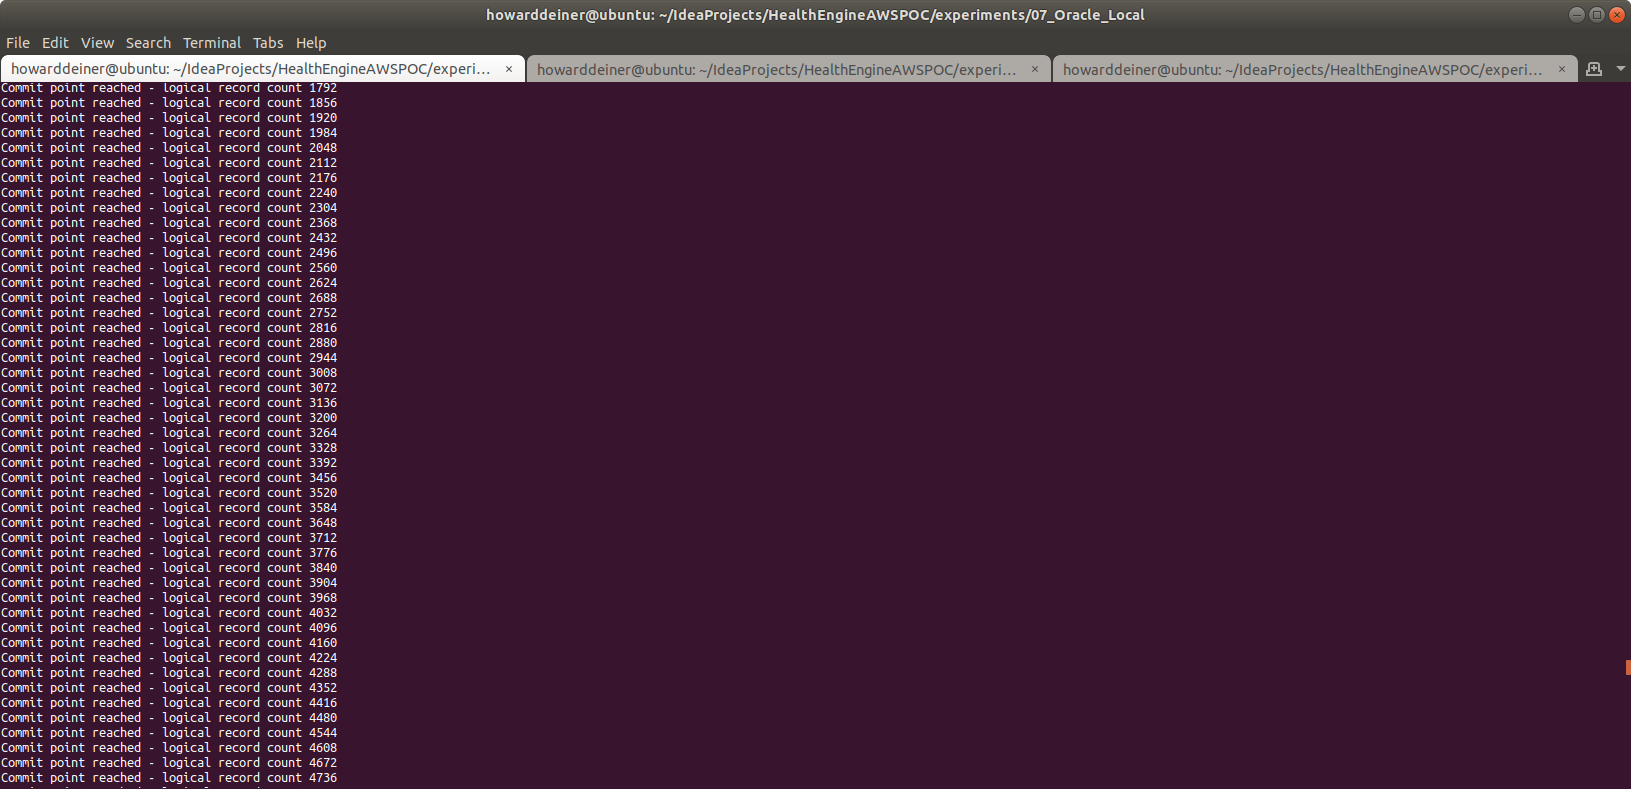 howarddeiner@ubuntu: ~/IdeaProjects/HealthEngineAWSPOC/experiments/07_Oracle_Local
File Edit View Search Terminal Tabs Help
howarddeiner@ubuntu: ~/IdeaProjects/HealthEngineAWSPOC/experi... × howarddeiner@ubuntu: ~/IdeaProjects/HealthEngineAWSPOC/experi... × howarddeiner@ubuntu: ~/IdeaProjects/HealthEngineAWSPOC/experi... ×
Commit point reached - logical record count 1792
Commit point reached - logical record count 1856
Commit point reached - logical record count 1920
Commit point reached - logical record count 1984
Commit point reached - logical record count 2048
Commit point reached - logical record count 2112
Commit point reached - logical record count 2176
Commit point reached - logical record count 2240
Commit point reached - logical record count 2304
Commit point reached - logical record count 2368
Commit point reached - logical record count 2432
Commit point reached - logical record count 2496
Commit point reached - logical record count 2560
Commit point reached - logical record count 2624
Commit point reached - logical record count 2688
Commit point reached - logical record count 2752
Commit point reached - logical record count 2816
Commit point reached - logical record count 2880
Commit point reached - logical record count 2944
Commit point reached - logical record count 3008
Commit point reached - logical record count 3072
Commit point reached - logical record count 3136
Commit point reached - logical record count 3200
Commit point reached - logical record count 3264
Commit point reached - logical record count 3328
Commit point reached - logical record count 3392
Commit point reached - logical record count 3456
Commit point reached - logical record count 3520
Commit point reached - logical record count 3584
Commit point reached - logical record count 3648
Commit point reached - logical record count 3712
Commit point reached - logical record count 3776
Commit point reached - logical record count 3840
Commit point reached - logical record count 3904
Commit point reached - logical record count 3968
Commit point reached - logical record count 4032
Commit point reached - logical record count 4096
Commit point reached - logical record count 4160
Commit point reached - logical record count 4224
Commit point reached - logical record count 4288
Commit point reached - logical record count 4352
Commit point reached - logical record count 4416
Commit point reached - logical record count 4480
Commit point reached - logical record count 4544
Commit point reached - logical record count 4608
Commit point reached - logical record count 4672
Commit point reached - logical record count 4736